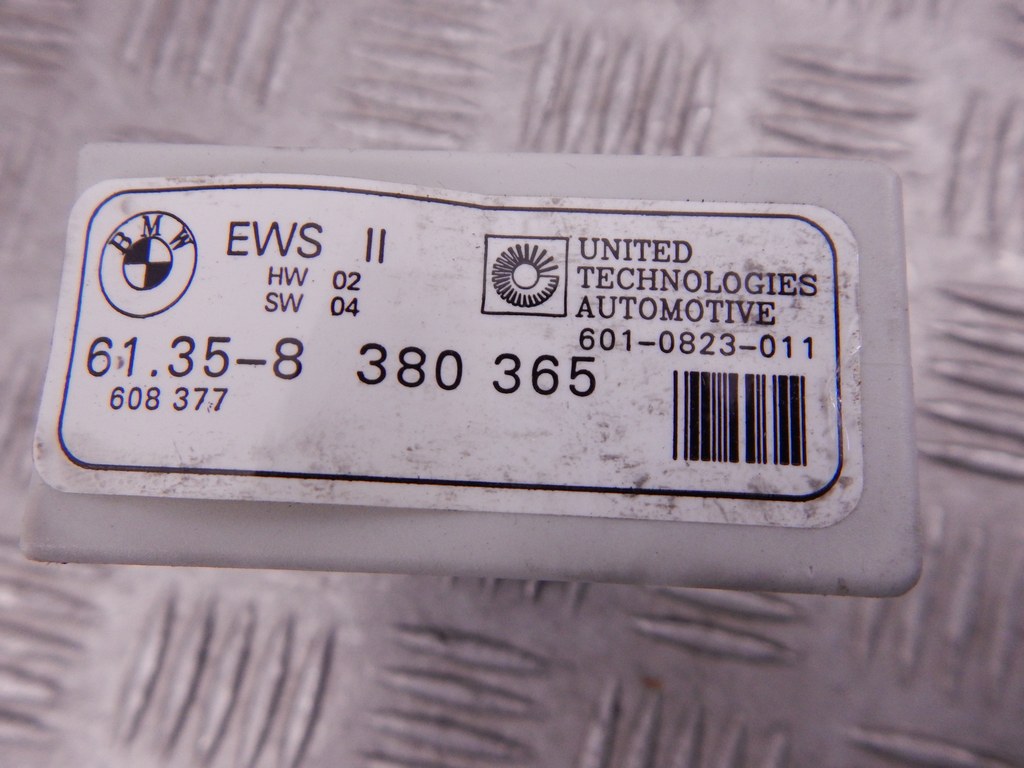 BMW
EWS II
HW 02
SW 04
61.35-8 380 365
608 377
UNITED
TECHNOLOGIES
AUTOMOTIVE
601-0823-011